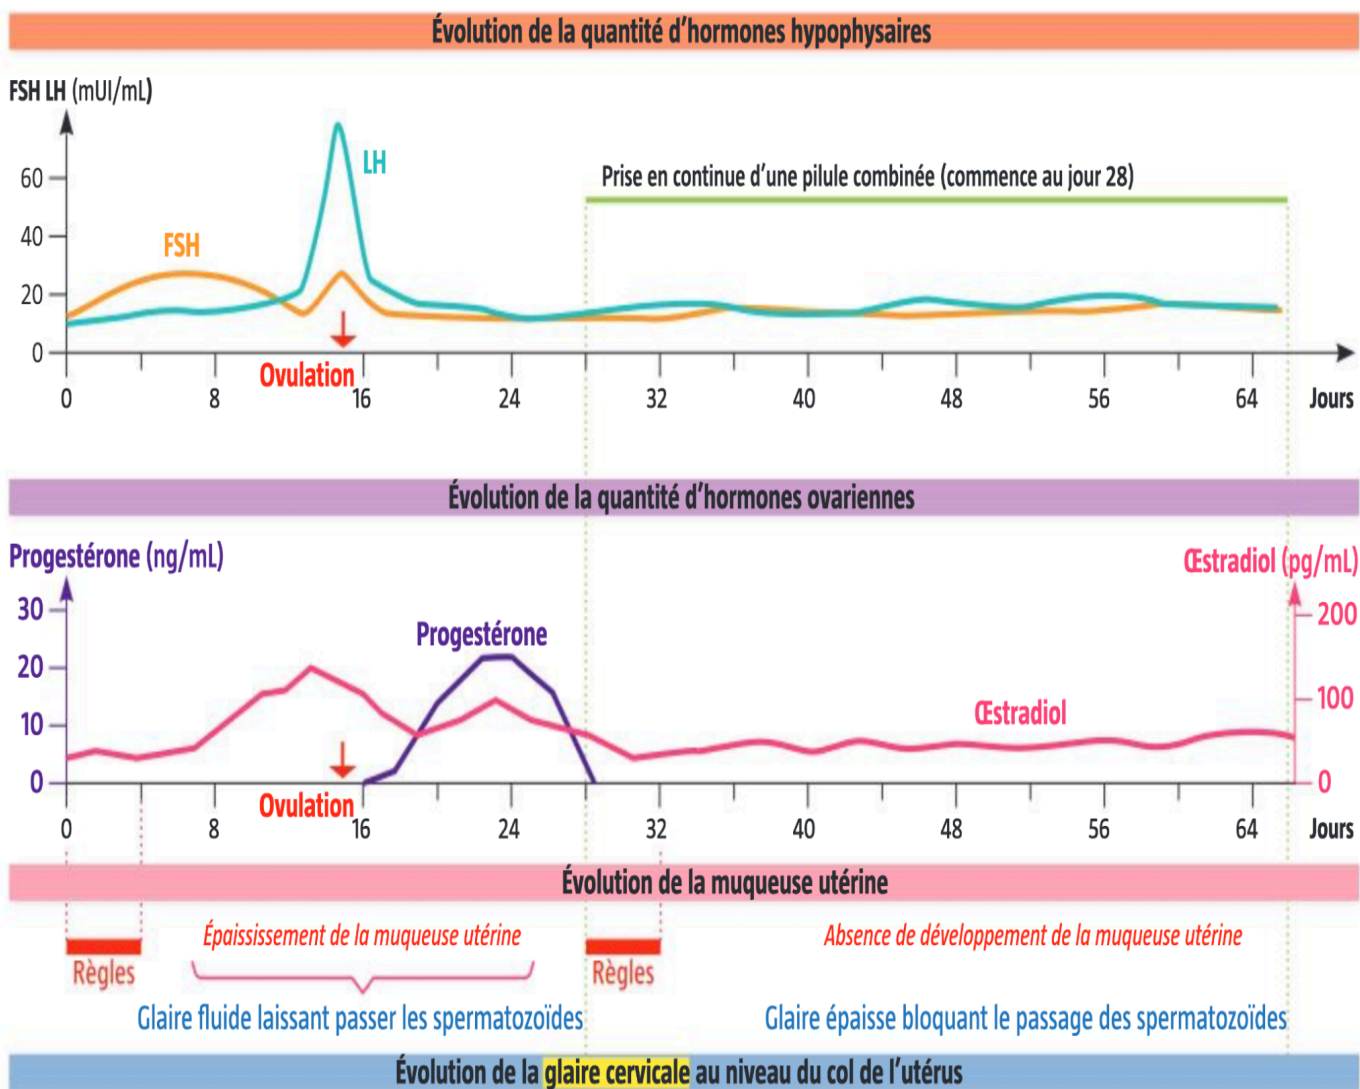 Évolution de la quantité d'hormones hypophysaires
FSH LH (mUI/mL)
60
40
20
0
LH
FSH
Prise en continue d'une pilule combinée (commence au jour 28)
Ovulation
0 8 16 24 32 40 48 56 64 Jours
Évolution de la quantité d'hormones ovariennes
Progestérone (ng/mL)
Œstradiol (pg/mL)
30
20
10
0
200
100
0
Progestérone
Œstradiol
Ovulation
0 8 16 24 32 40 48 56 64 Jours
Évolution de la muqueuse utérine
Épaississement de la muqueuse utérine
Absence de développement de la muqueuse utérine
Règles
Règles
Glaire fluide laissant passer les spermatozoïdes
Glaire épaisse bloquant le passage des spermatozoïdes
Évolution de la glaire cervicale au niveau du col de l'utérus